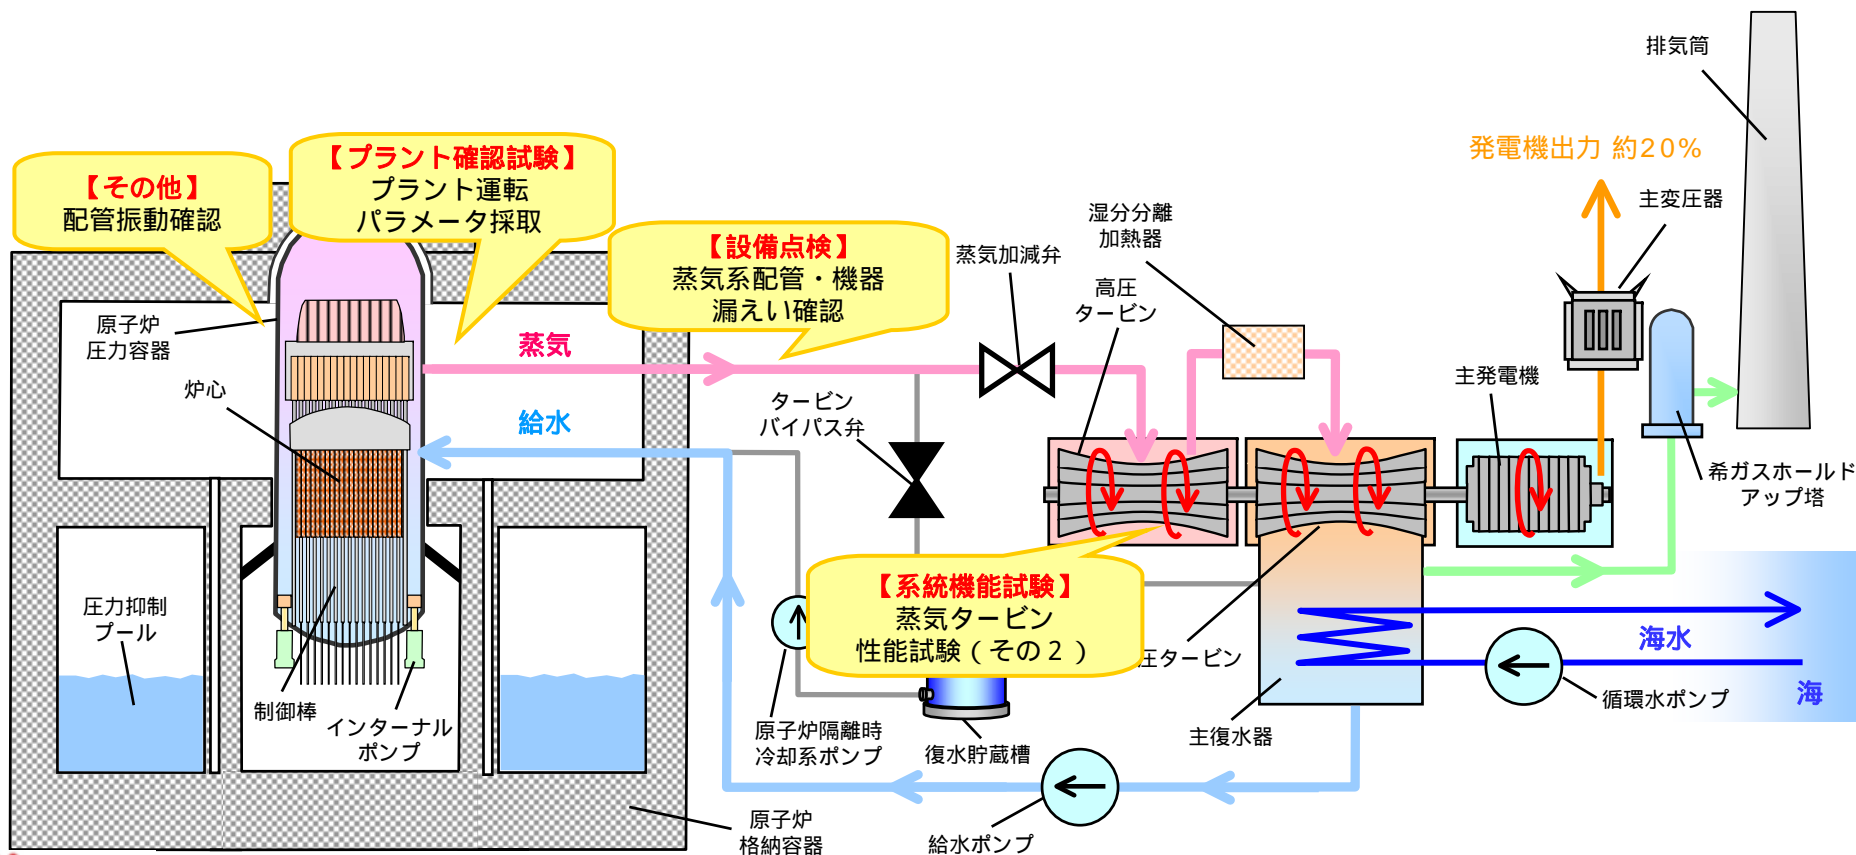 排気筒
発電機出力 約20%
【プラント確認試験】
プラント運転
パラメータ採取
【その他】
配管振動確認
主変圧器
湿分分離
加熱器
【設備点検】
蒸気系配管・機器
漏えい確認
蒸気加減弁
高圧
タービン
原子炉
圧力容器
蒸気
主発電機
炉心
タービン
バイパス弁
給水
希ガスホールド
アップ塔
【系統機能試験】
蒸気タービン
性能試験(その2)
圧力抑制
プール
圧タービン
海水
海
循環水ポンプ
制御棒
インターナル
ポンプ
原子炉隔離時
冷却系ポンプ
復水貯蔵槽
主復水器
原子炉
格納容器
給水ポンプ